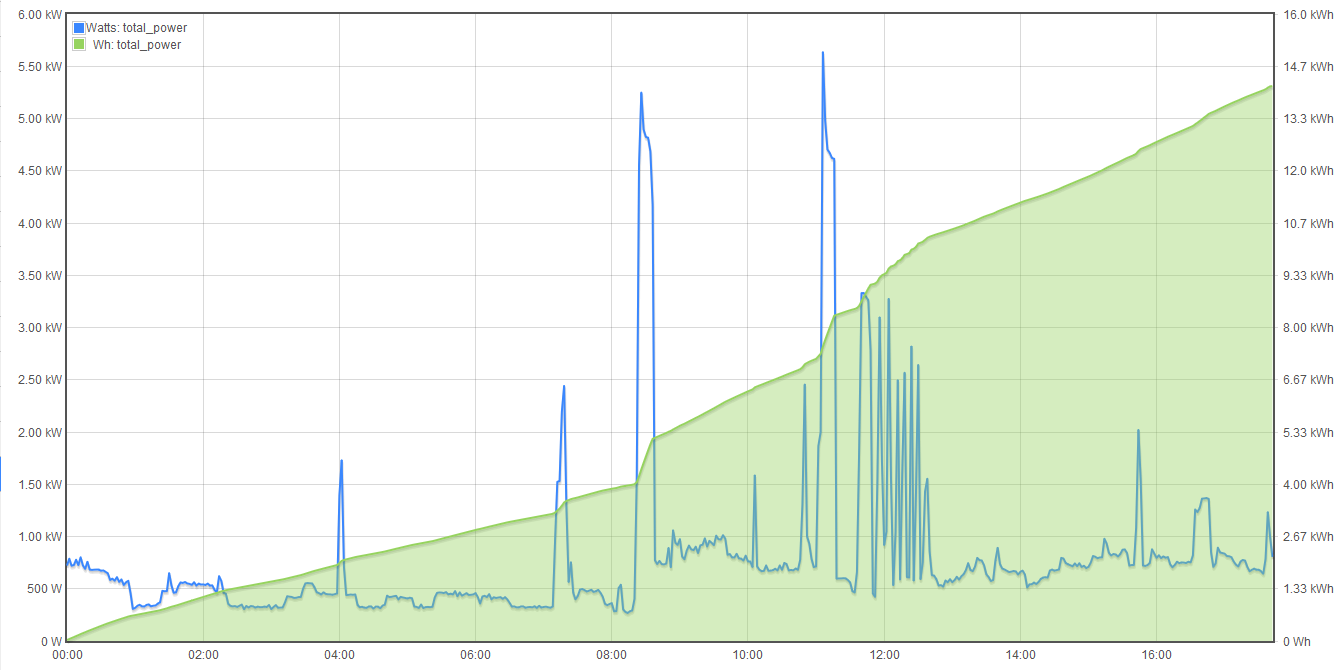 6.00 kW
5.50 kW
5.00 kW
4.50 kW
4.00 kW
3.50 kW
3.00 kW
2.50 kW
2.00 kW
1.50 kW
1.00 kW
500 W
0 W
Watts: total_power
Wh: total_power
16.0 kWh
14.7 kWh
13.3 kWh
12.0 kWh
10.7 kWh
9.33 kWh
8.00 kWh
6.67 kWh
5.33 kWh
4.00 kWh
2.67 kWh
1.33 kWh
0 Wh
00:00 02:00 04:00 06:00 08:00 10:00 12:00 14:00 16:00